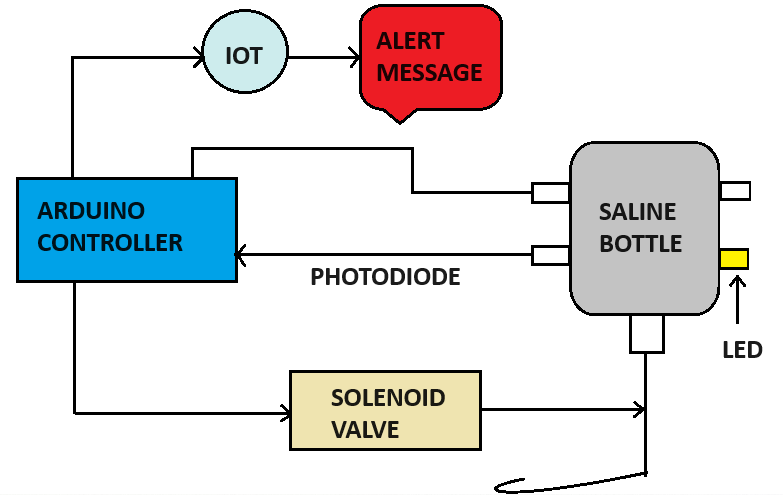 IOT
ALERT
MESSAGE
ARDUINO
CONTROLLER
SALINE
BOTTLE
PHOTODIODE
LED
SOLENOID
VALVE